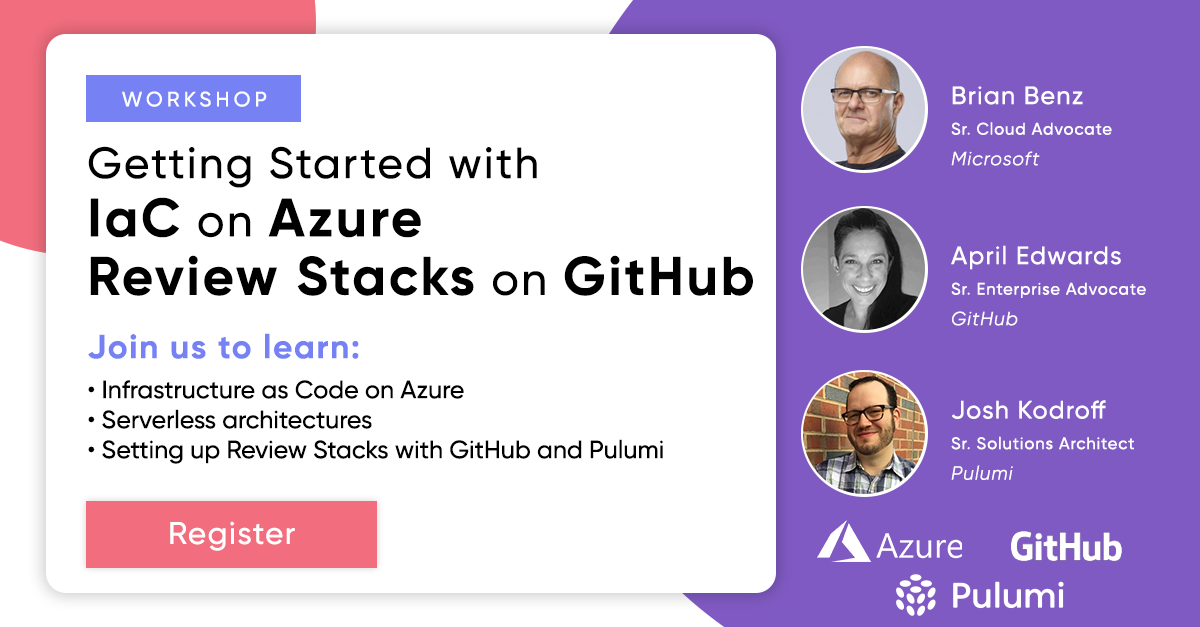 WORKSHOP
Getting Started with
IaC on Azure
Review Stacks on GitHub
Join us to learn:
• Infrastructure as Code on Azure
• Serverless architectures
• Setting up Review Stacks with GitHub and Pulumi
Register
Brian Benz
Sr. Cloud Advocate
Microsoft
April Edwards
Sr. Enterprise Advocate
GitHub
Josh Kodroff
Sr. Solutions Architect
Pulumi
Azure
GitHub
Pulumi